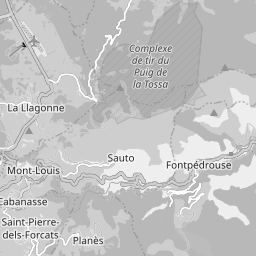 Complexe
de tir du
Puig de
la Tossa
La Llagonne
Sauto
Fontpédrouse
Mont-Louis
Cabanasse
Saint-Pierre-
dels-Forcats
Planès